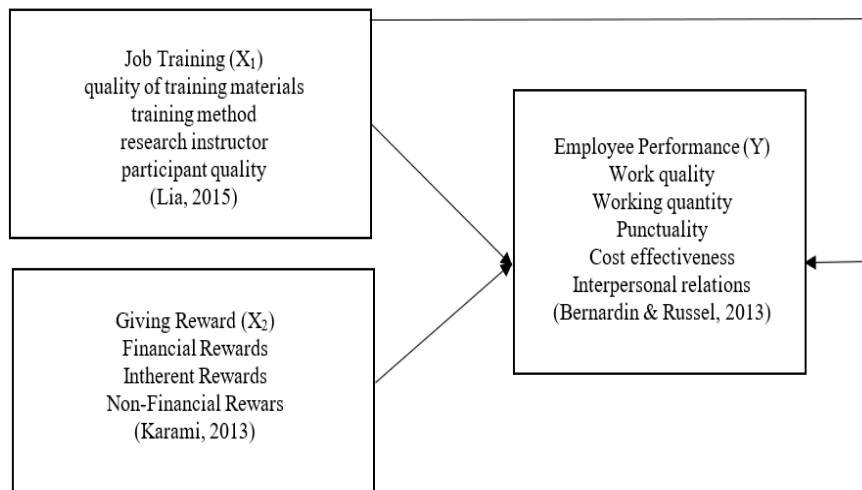 Job Training (X₁)
quality of training materials
training method
research instructor
participant quality
(Lia, 2015)
Giving Reward (X₂)
Financial Rewards
Intherent Rewards
Non-Financial Rewars
(Karami, 2013)
Employee Performance (Y)
Work quality
Working quantity
Punctuality
Cost effectiveness
Interpersonal relations
(Bernardin & Russel, 2013)